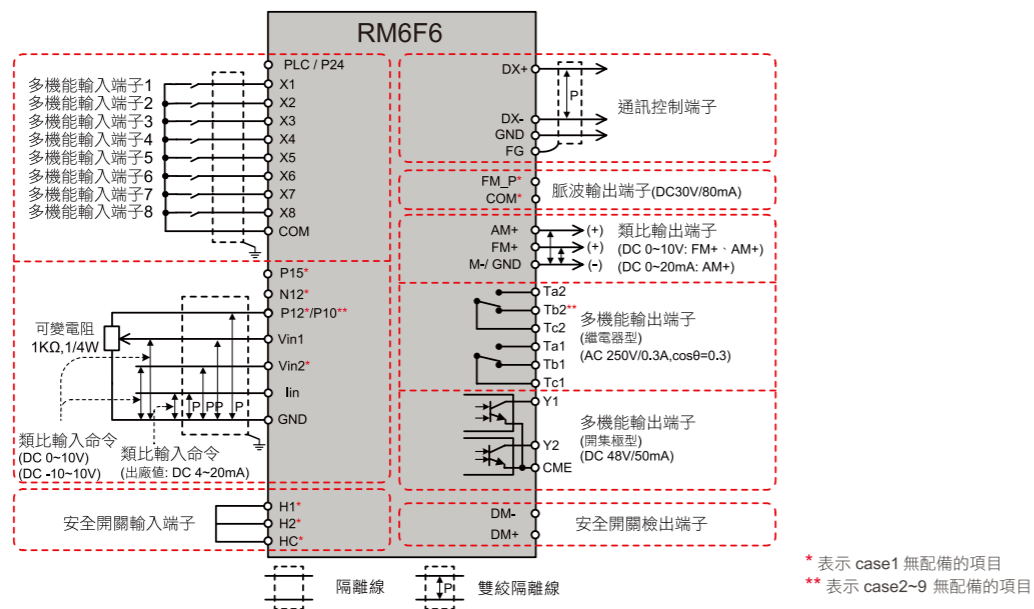 RM6F6
PLC / P24
多機能輸入端子1
X1
多機能輸入端子2
X2
多機能輸入端子3
X3
多機能輸入端子4
X4
多機能輸入端子5
X5
多機能輸入端子6
X6
多機能輸入端子7
X7
多機能輸入端子8
X8
COM
P15*
N12*
P12*/P10**
可變電阻
1KΩ,1/4W
Vin1
Vin2*
Iin
P PP P
GND
類比輸入命令
(DC 0~10V)
(DC -10~10V)
類比輸入命令
(出廠值: DC 4~20mA)
安全開關輸入端子
H1*
H2*
HC*
DX+
P
DX-
GND
FG
通訊控制端子
FM_P*
COM*
脈波輸出端子(DC30V/80mA)
AM+
(+)
FM+
(+)
M-/ GND
(-)
類比輸出端子
(DC 0~10V: FM+、AM+)
(DC 0~20mA: AM+)
Ta2
Tb2**
Tc2
Ta1
Tb1
Tc1
多機能輸出端子
(繼電器型)
(AC 250V/0.3A,cosθ=0.3)
Y1
Y2
CME
多機能輸出端子
(開集極型)
(DC 48V/50mA)
DM-
DM+
安全開關檢出端子
隔離線
P
雙絞隔離線
* 表示 case1 無配備的項目
** 表示 case2~9 無配備的項目